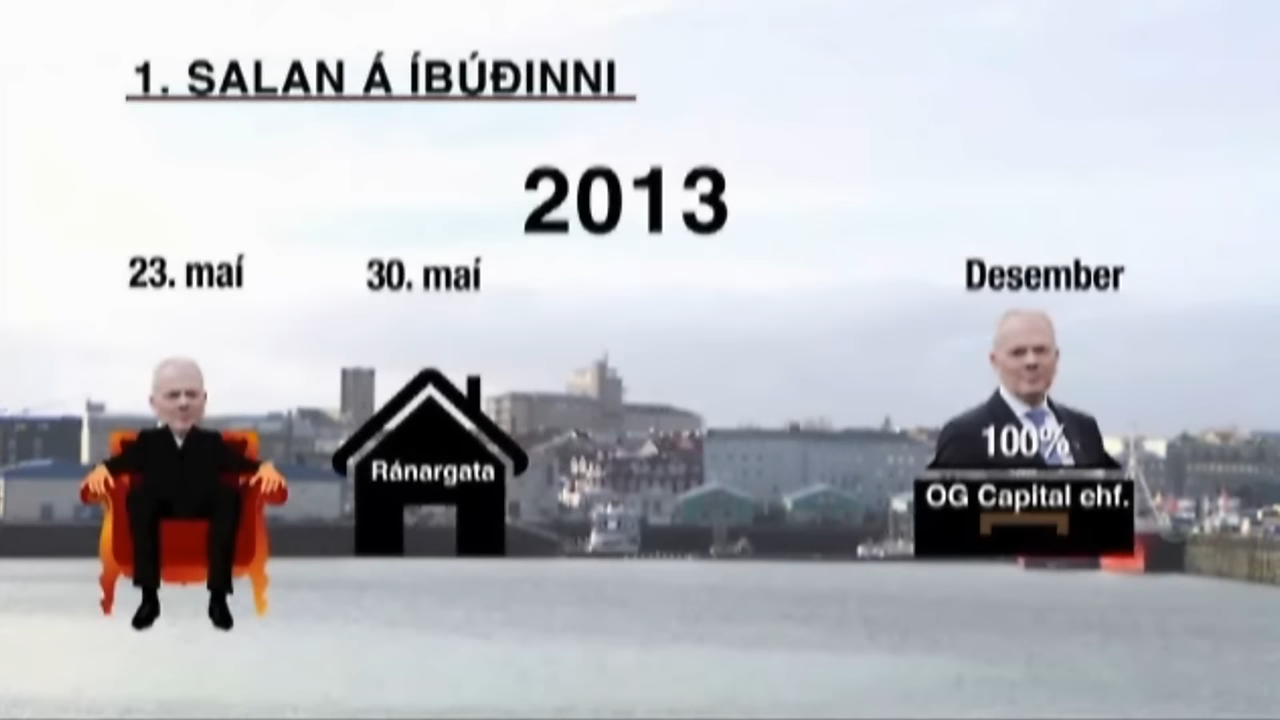 1. SALAN Á ÍBÚÐINNI
2013
23. maí
30. maí
Desember
Ránargata
100%
OG Capital ehf.